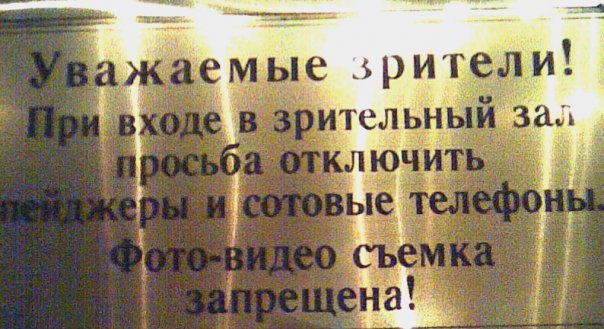 Уважаемые зрители!
При входе в зрительный зал
просьба отключить
пейджеры и сотовые телефоны.
Фото-видео съемка
запрещена!